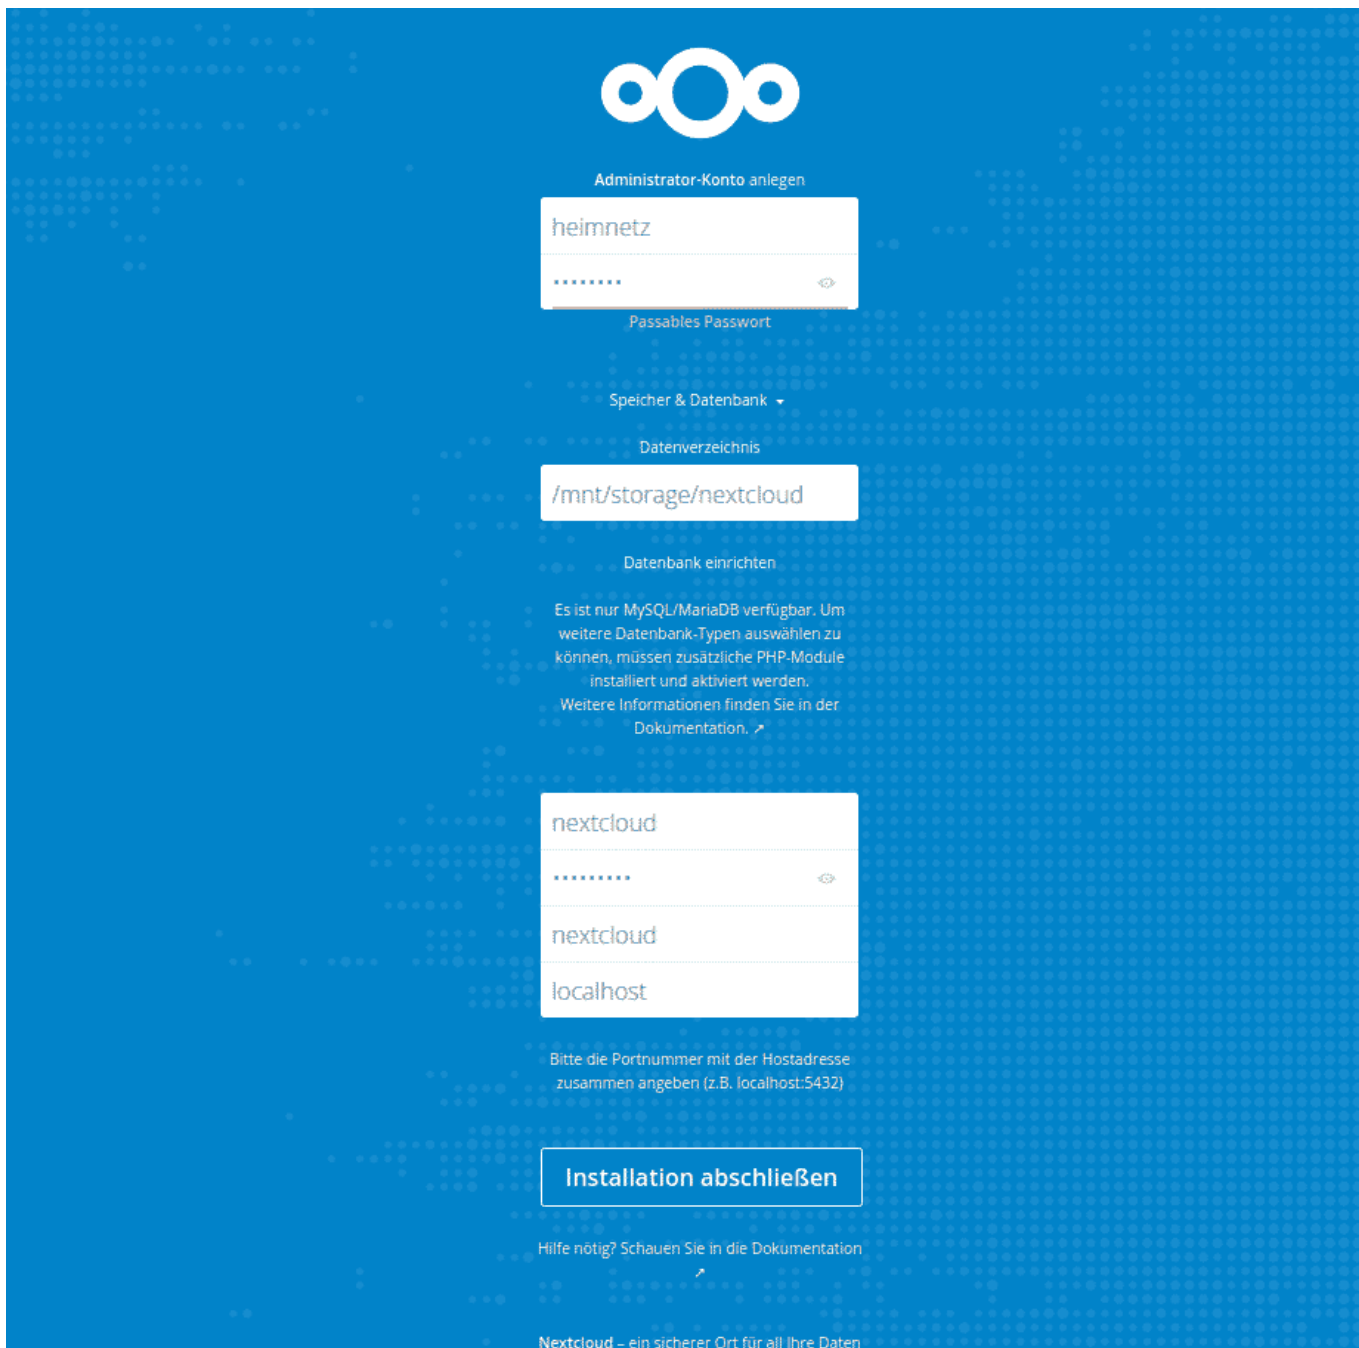 Administrator-Konto anlegen
heimnetz
••••••••
Passables Passwort
Speicher & Datenbank
Datenverzeichnis
/mnt/storage/nextcloud
Datenbank einrichten
Es ist nur MySQL/MariaDB verfügbar. Um
weitere Datenbank-Typen auswählen zu
können, müssen zusätzliche PHP-Module
installiert und aktiviert werden.
Weitere Informationen finden Sie in der
Dokumentation. ↗
nextcloud
•••••••••
nextcloud
localhost
Bitte die Portnummer mit der Hostadresse
zusammen angeben (z.B. localhost:5432)
Installation abschließen
Hilfe nötig? Schauen Sie in die Dokumentation
↗
Nextcloud – ein sicherer Ort für all Ihre Daten